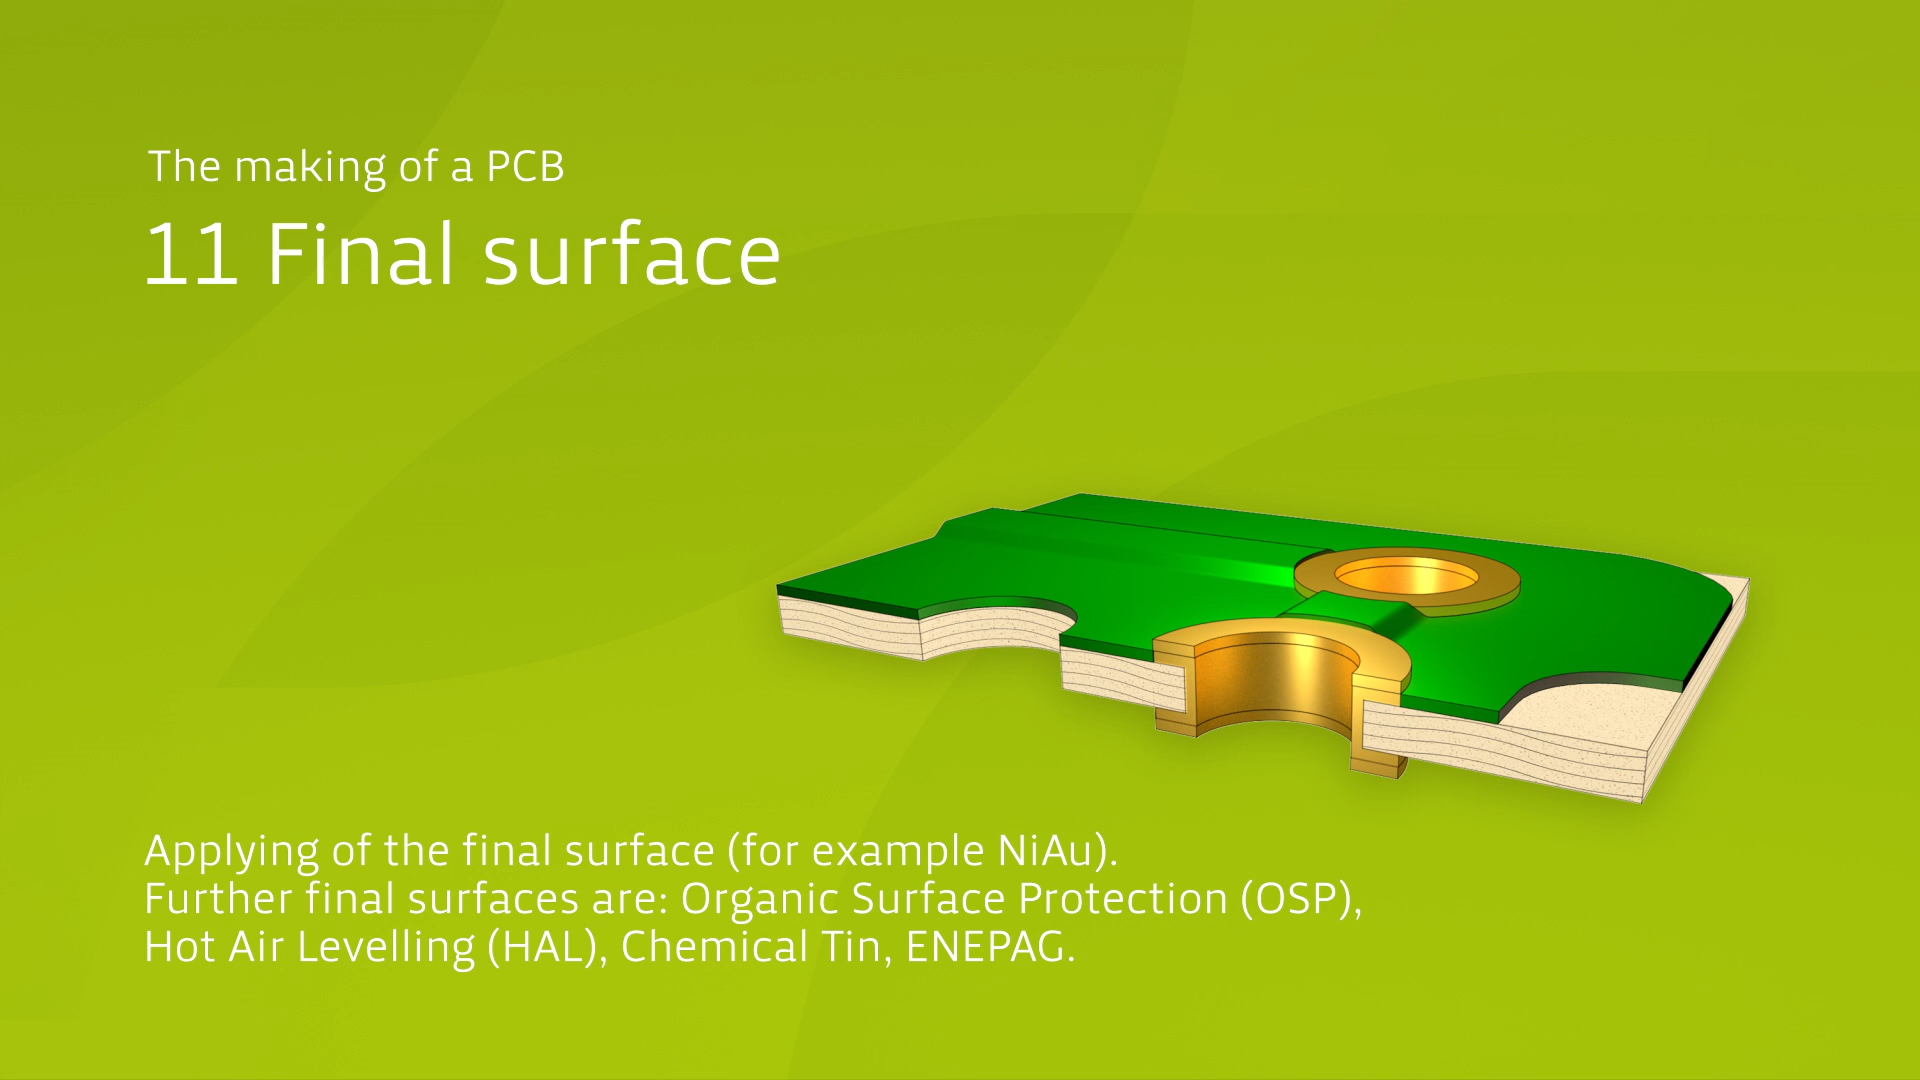 The making of a PCB
11 Final surface
Applying of the final surface (for example NiAu).
Further final surfaces are: Organic Surface Protection (OSP),
Hot Air Levelling (HAL), Chemical Tin, ENEPAG.